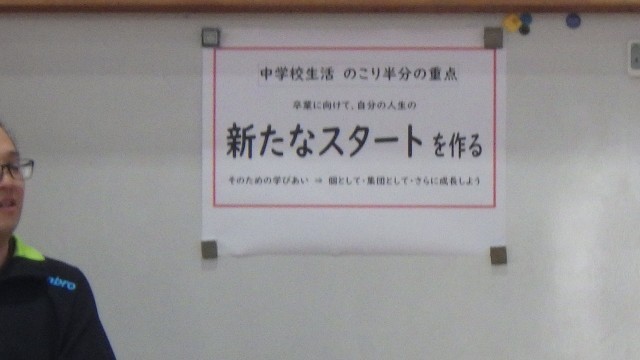 中学校生活 のこり半分の重点
卒業に向けて、自分の人生の
新たなスタートを作る
そのための学びあい ⇒ 個として・集団として・さらに成長しよう